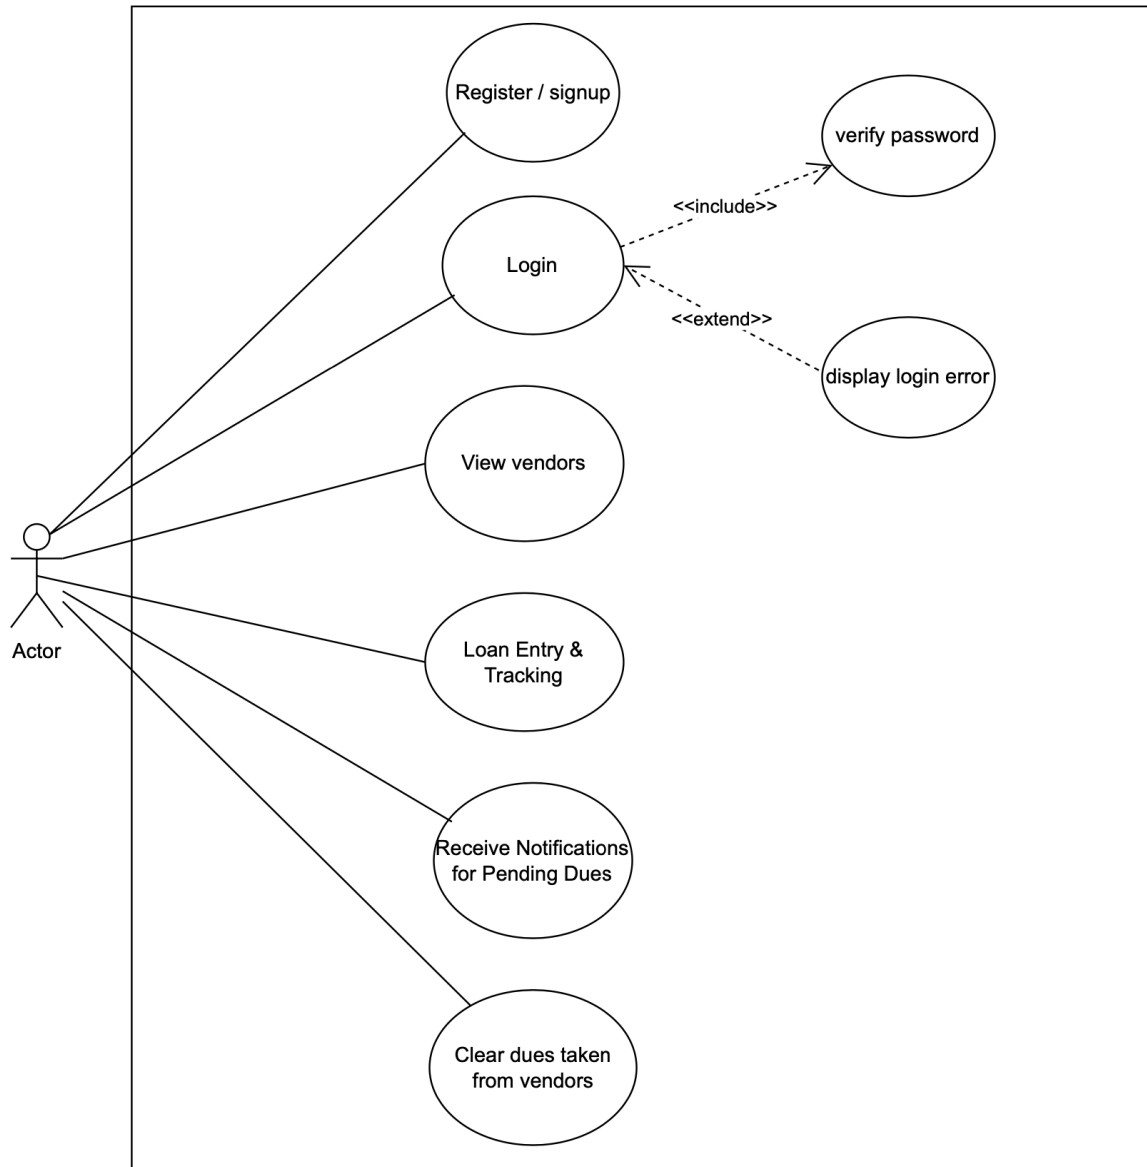 Register / signup
verify password
<<include>>
Login
<<extend>>
display login error
View vendors
Actor
Loan Entry &
Tracking
Receive Notifications
for Pending Dues
Clear dues taken
from vendors